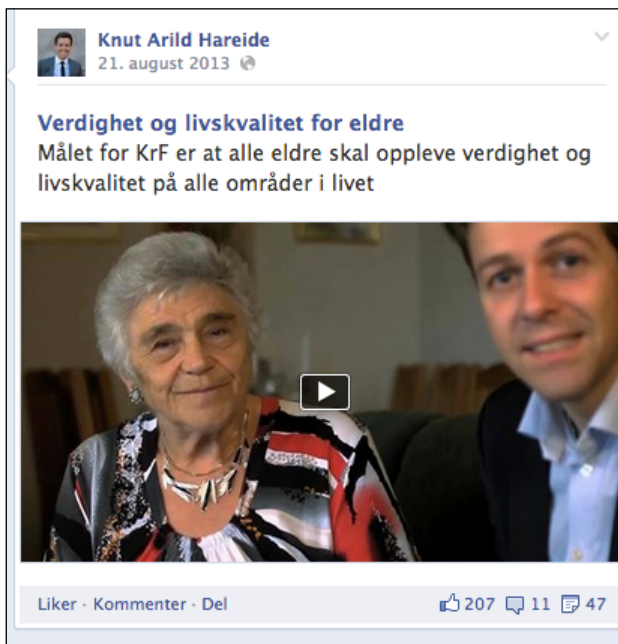 Knut Arild Hareide
21. august 2013
Verdighet og livskvalitet for eldre
Målet for KrF er at alle eldre skal oppleve verdighet og
livskvalitet på alle områder i livet
Liker · Kommenter · Del 207 11 47